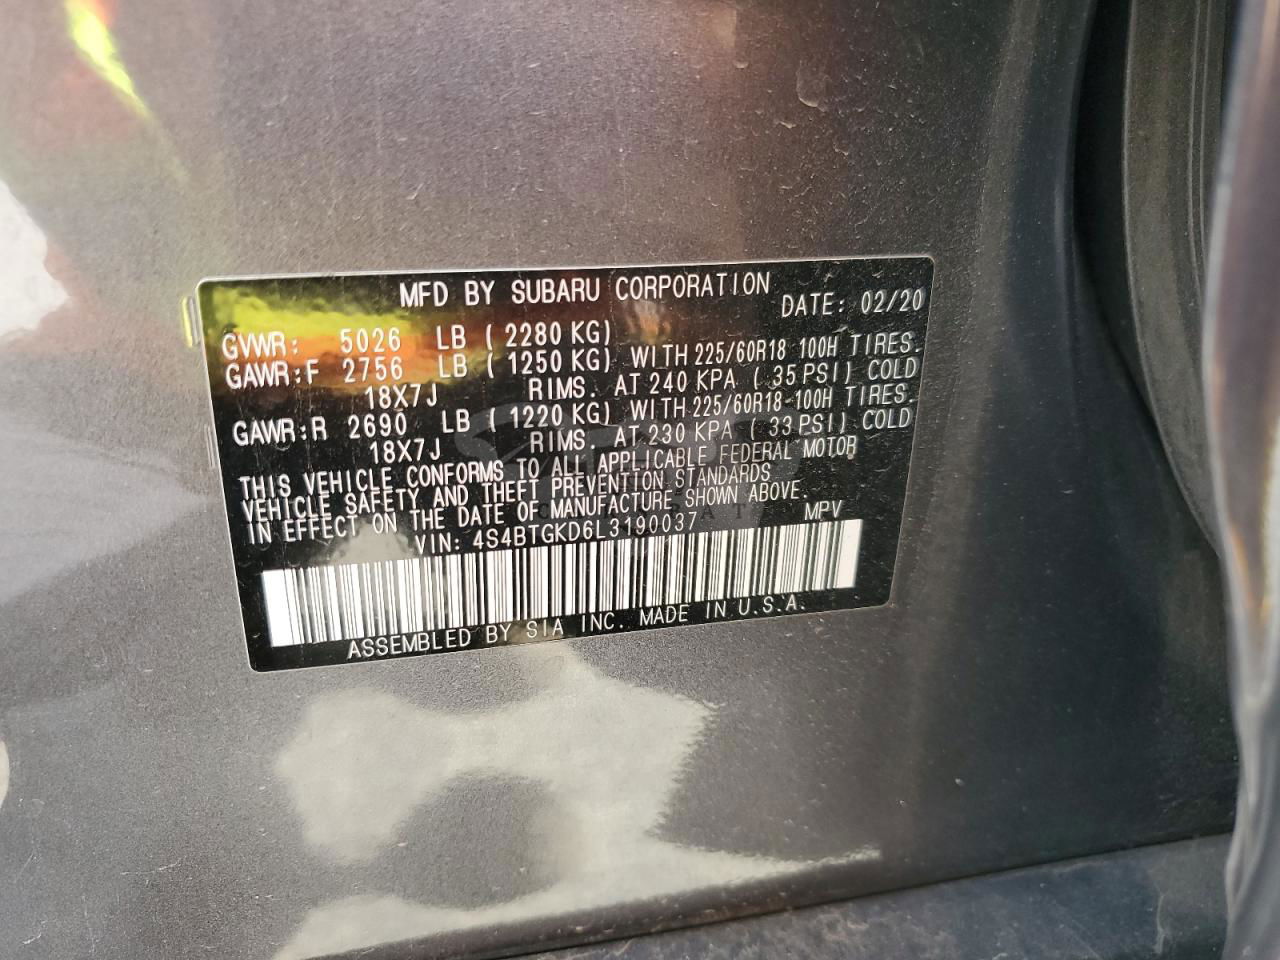 MFD BY SUBARU CORPORATION
DATE: 02/20
GVWR: 5026 LB ( 2280 KG)
GAWR:F 2756 LB ( 1250 KG) WITH 225/60R18 100H TIRES.
18X7J RIMS. AT 240 KPA ( 35 PSI) COLD
GAWR:R 2690 LB ( 1220 KG) WITH 225/60R18 100H TIRES.
18X7J RIMS. AT 230 KPA ( 33 PSI) COLD
THIS VEHICLE CONFORMS TO ALL APPLICABLE FEDERAL MOTOR
VEHICLE SAFETY AND THEFT PREVENTION STANDARDS
IN EFFECT ON THE DATE OF MANUFACTURE SHOWN ABOVE.
VIN: 4S4BTGKD6L3190037 MPV
ASSEMBLED BY SIA INC. MADE IN U.S.A.